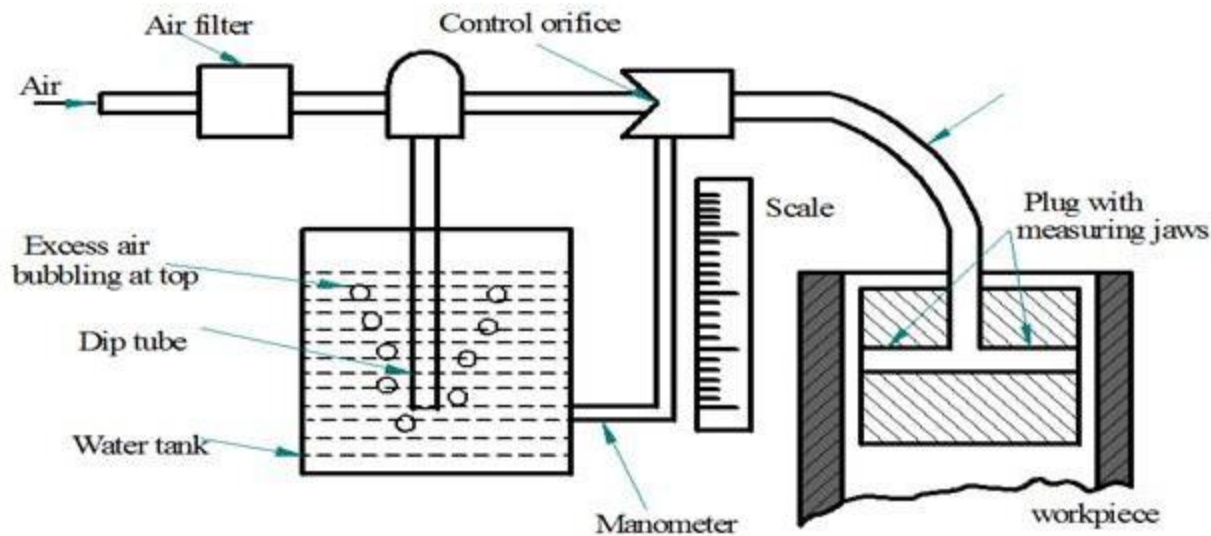 Air filter
Control orifice
Air
Scale
Plug with
measuring jaws
Excess air
bubbling at top
Dip tube
Water tank
Manometer
workpiece